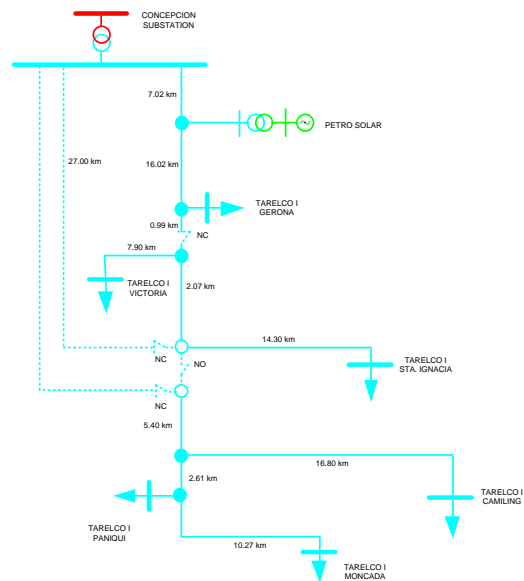 CONCEPCION
SUBSTATION
7.02 km
PETRO SOLAR
27.00 km
16.02 km
TARELCO I
GERONA
0.99 km
NC
7.90 km
TARELCO I
VICTORIA
2.07 km
14.30 km
NC
NO
TARELCO I
STA. IGNACIA
NC
5.40 km
16.80 km
2.61 km
TARELCO I
CAMILING
TARELCO I
PANIQUI
10.27 km
TARELCO I
MONCADA